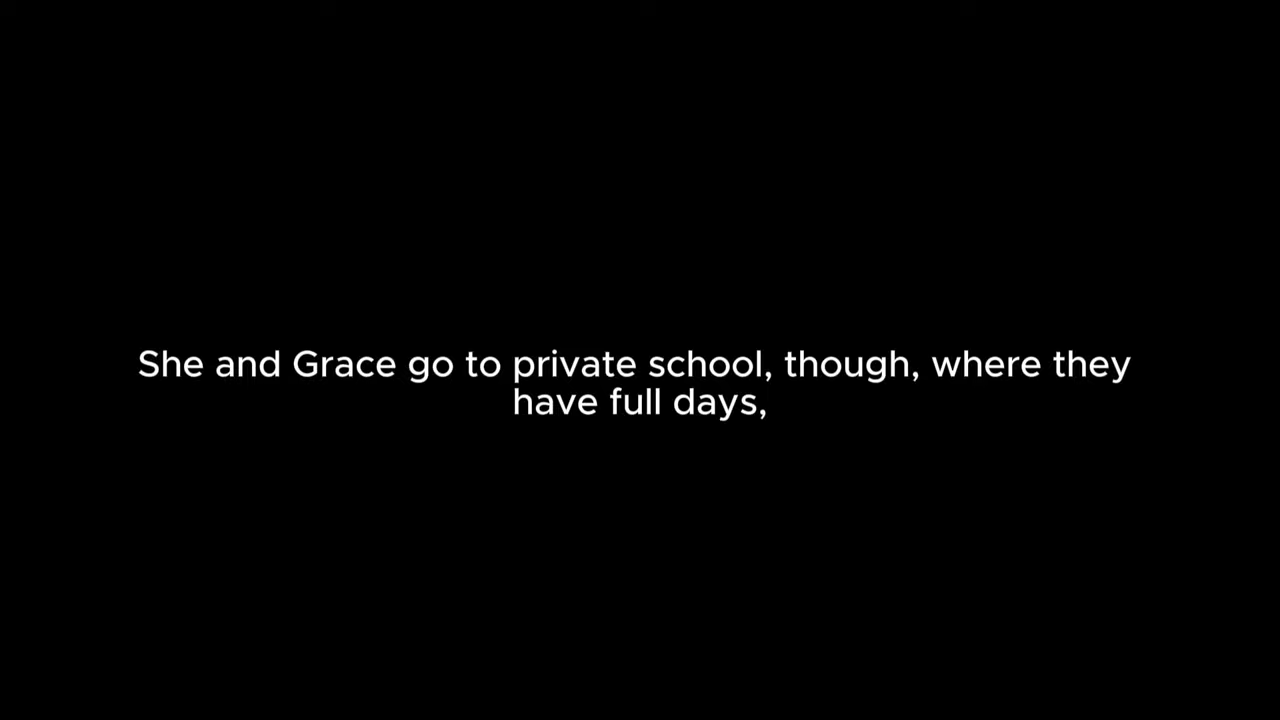 She and Grace go to private school, though, where they
have full days,